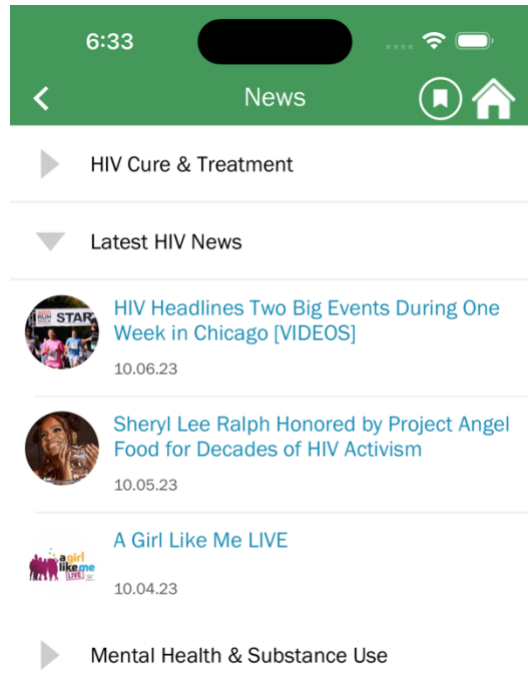 6:33
News
HIV Cure & Treatment
Latest HIV News
START
HIV Headlines Two Big Events During One
Week in Chicago [VIDEOS]
10.06.23
Sheryl Lee Ralph Honored by Project Angel
Food for Decades of HIV Activism
10.05.23
a girl
like me
LIVE
A Girl Like Me LIVE
10.04.23
Mental Health & Substance Use